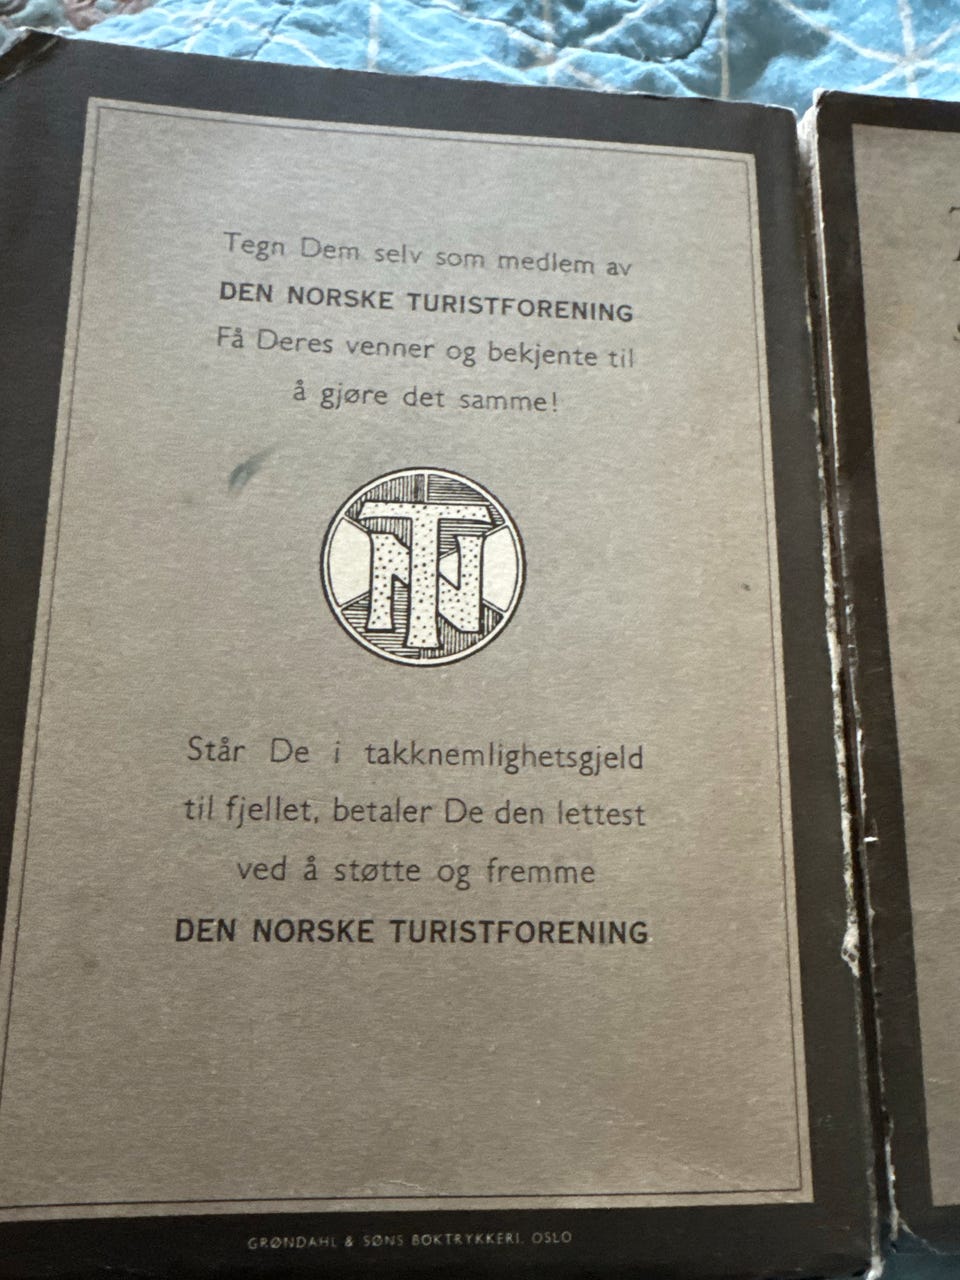 Tegn Dem selv som medlem av
DEN NORSKE TURISTFORENING
Få Deres venner og bekjente til
å gjøre det samme!
TN
Står De i takknemlighetsgjeld
til fjellet, betaler De den lettest
ved å støtte og fremme
DEN NORSKE TURISTFORENING
GRØNDAHL & SØNS BOKTRYKKERI, OSLO